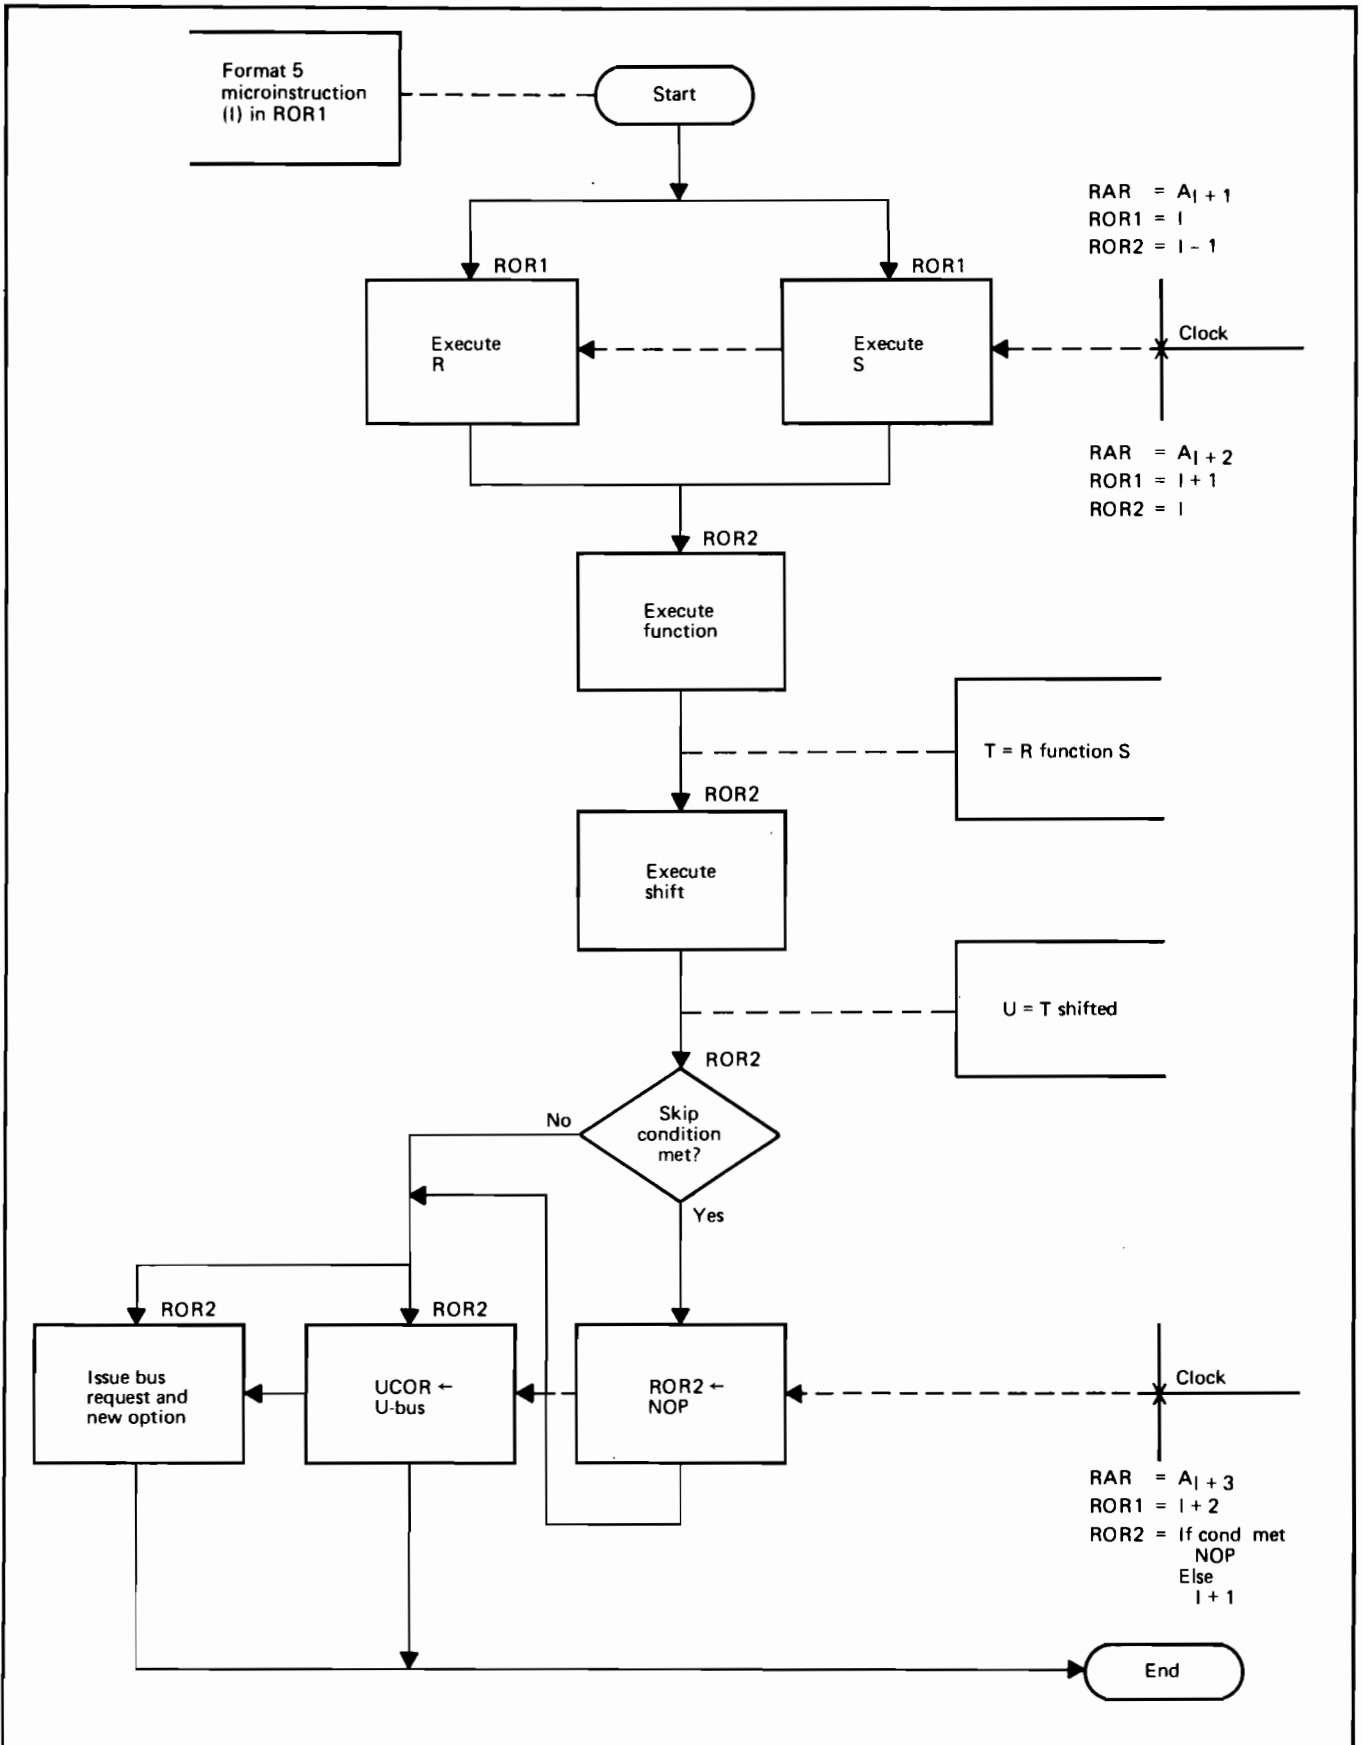 Format 5
microinstruction
(I) in ROR1
Start
RAR = AI + 1
ROR1 = I
ROR2 = I - 1
ROR1
ROR1
Execute
R
Execute
S
Clock
RAR = AI + 2
ROR1 = I + 1
ROR2 = I
ROR2
Execute
function
T = R function S
ROR2
Execute
shift
U = T shifted
ROR2
Skip
condition
met?
No
Yes
ROR2
ROR2
Issue bus
request and
new option
UCOR ←
U-bus
ROR2 ←
NOP
Clock
RAR = AI + 3
ROR1 = I + 2
ROR2 = If cond met
NOP
Else
I + 1
End